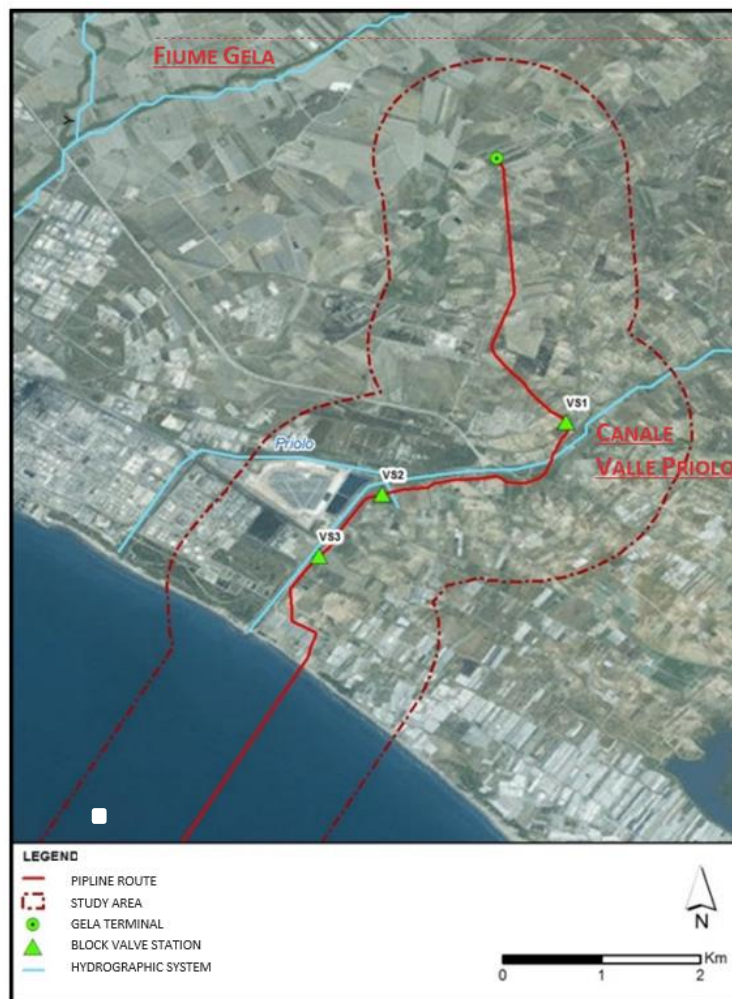 FIUME GELA
VS1
CANALE
VALLE PRIOLO
Priolo
VS2
VS3
LEGEND
PIPLINE ROUTE
STUDY AREA
GELA TERMINAL
BLOCK VALVE STATION
HYDROGRAPHIC SYSTEM
N
Km
0 1 2